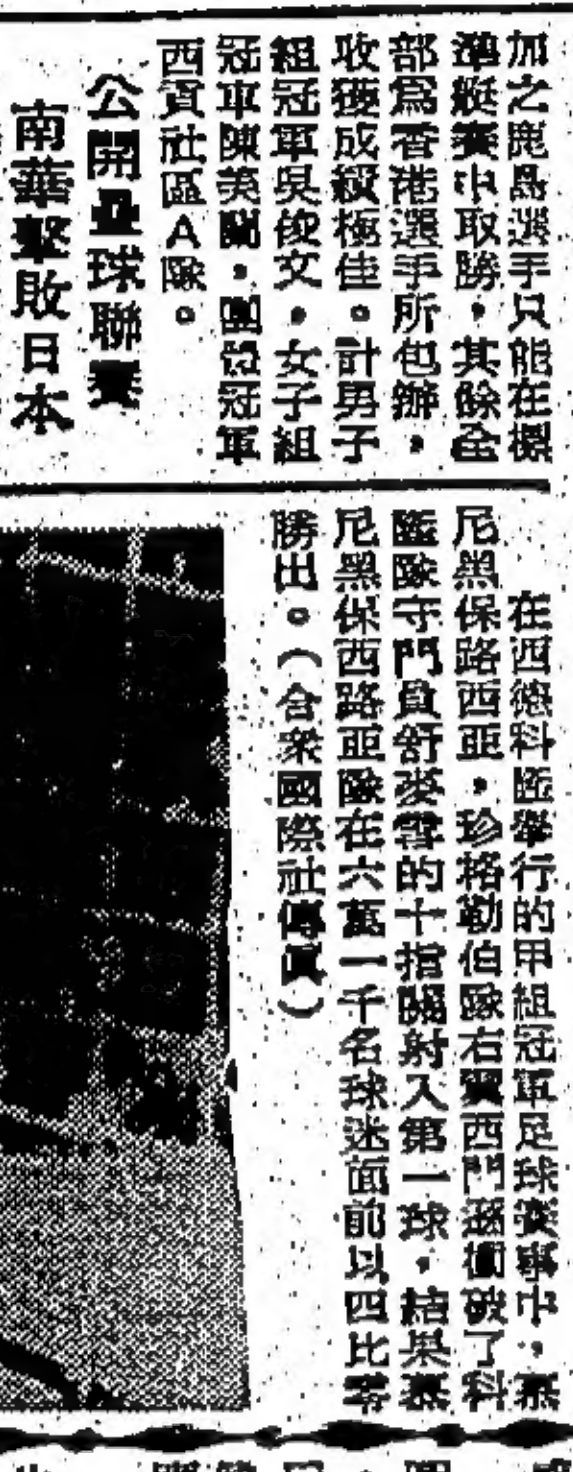 加之鹿島選手只能在標
準艇賽中取勝，其餘全
部爲香港選手所包辦，
收獲成績極佳。計男子
組冠軍吳俊文，女子組
冠軍陳美蘭，團體冠軍
西貢社區A隊。
公開壘球聯賽
南華擊敗日本
在西德科隆舉行的甲組冠軍足球賽事中，慕
尼黑保路西亞，珍格勒伯隊右翼西門遜衝破了科
隆隊守門員舒麥雪的十指關射入第一球，結果慕
尼黑保西路亞隊在六萬一千名球迷面前以四比零
勝出。（合衆國際社傳眞）